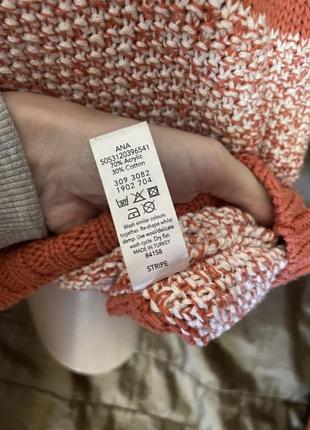 ANA
5053120396541
70% Acrylic
30% Cotton
309 3082
1902 704
Wash similar colours
together. Re-shape whilst
damp. Use wool/delicate
wash cycle. Dry flat.
MADE IN TURKEY
84158
STRIPE